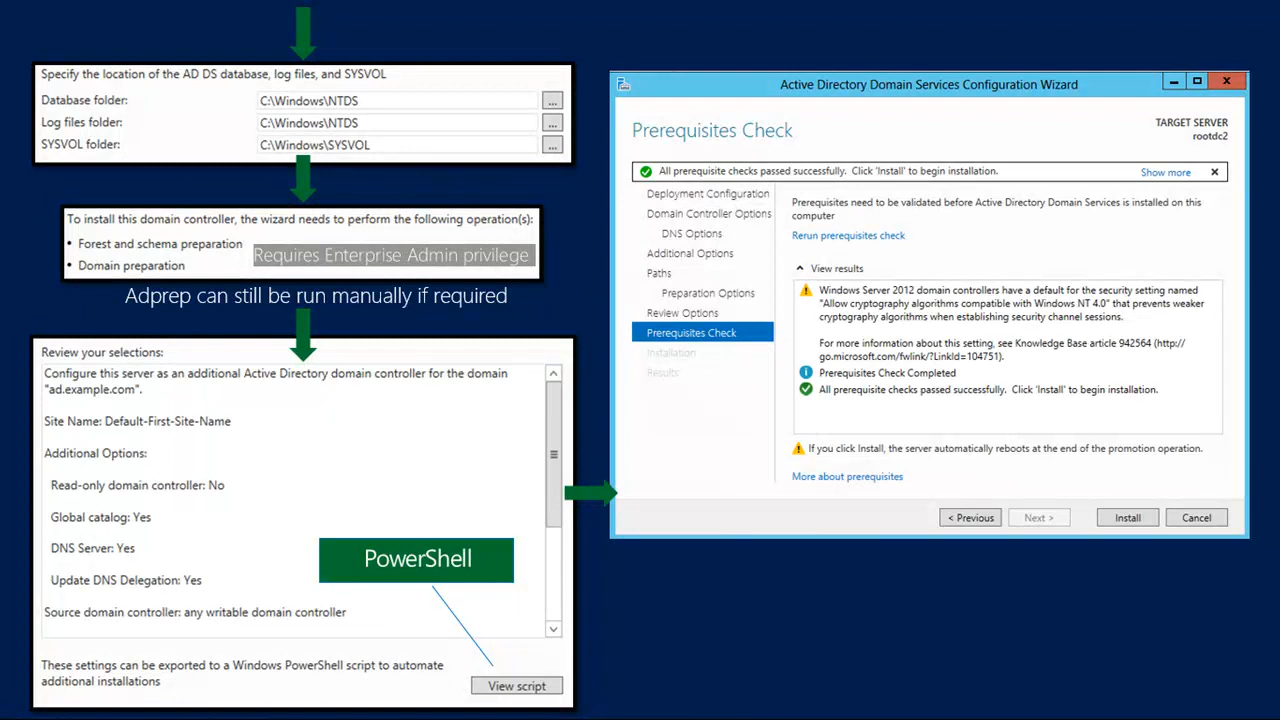 Specify the location of the AD DS database, log files, and SYSVOL
Database folder: C:\Windows\NTDS ...
Log files folder: C:\Windows\NTDS ...
SYSVOL folder: C:\Windows\SYSVOL ...
To install this domain controller, the wizard needs to perform the following operation(s):
• Forest and schema preparation
• Domain preparation
Requires Enterprise Admin privilege
Adprep can still be run manually if required
Review your selections:
Configure this server as an additional Active Directory domain controller for the domain
"ad.example.com".
Site Name: Default-First-Site-Name
Additional Options:
Read-only domain controller: No
Global catalog: Yes
DNS Server: Yes
Update DNS Delegation: Yes
Source domain controller: any writable domain controller
PowerShell
These settings can be exported to a Windows PowerShell script to automate
additional installations
View script
Active Directory Domain Services Configuration Wizard
Prerequisites Check
TARGET SERVER
rootdc2
All prerequisite checks passed successfully. Click 'Install' to begin installation.
Show more
Deployment Configuration
Domain Controller Options
DNS Options
Additional Options
Paths
Preparation Options
Review Options
Prerequisites Check
Installation
Results
Prerequisites need to be validated before Active Directory Domain Services is installed on this
computer
Rerun prerequisites check
View results
Windows Server 2012 domain controllers have a default for the security setting named
"Allow cryptography algorithms compatible with Windows NT 4.0" that prevents weaker
cryptography algorithms when establishing security channel sessions.
For more information about this setting, see Knowledge Base article 942564 (http://
go.microsoft.com/fwlink/?LinkId=104751).
Prerequisites Check Completed
All prerequisite checks passed successfully. Click 'Install' to begin installation.
If you click Install, the server automatically reboots at the end of the promotion operation.
More about prerequisites
< Previous
Next >
Install
Cancel